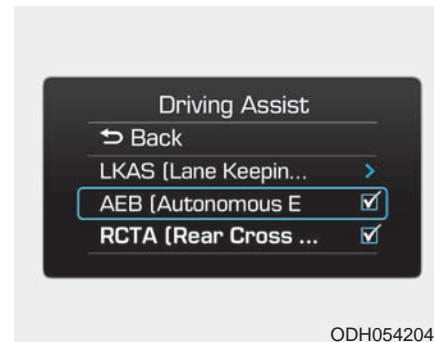 Driving Assist
Back
LKAS (Lane Keepin...
AEB (Autonomous E
RCTA (Rear Cross ...
ODH054204